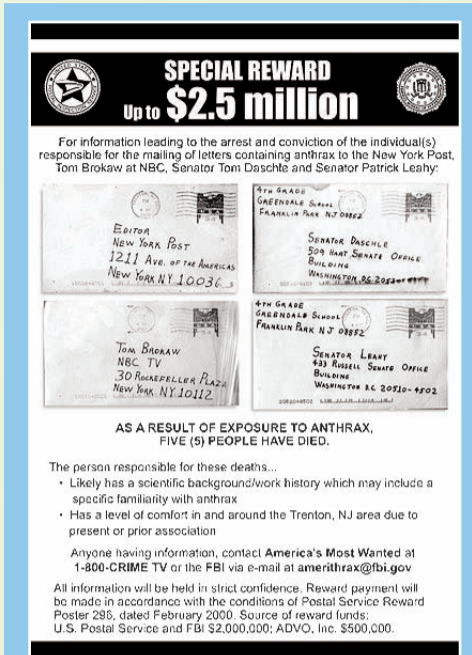 SPECIAL REWARD
Up to $2.5 million
For information leading to the arrest and conviction of the individual(s)
responsible for the mailing of letters containing anthrax to the New York Post,
Tom Brokaw at NBC, Senator Tom Daschle and Senator Patrick Leahy:
EDITOR
NEW YORK POST
1211 AVE. OF THE AMERICAS
NEW YORK NY 10036
4TH GRADE
GREENDALE SCHOOL
FRANKLIN PARK NJ 08852
SENATOR DASCHLE
509 HART SENATE OFFICE
BUILDING
WASHINGTON
TOM BROKAW
NBC TV
30 ROCKEFELLER PLAZA
NEW YORK NY 10112
4TH GRADE
GREENDALE SCHOOL
FRANKLIN PARK NJ 08852
SENATOR LEAHY
433 RUSSELL SENATE OFFICE
BUILDING
WASHINGTON D.C. 20510-4502
AS A RESULT OF EXPOSURE TO ANTHRAX,
FIVE (5) PEOPLE HAVE DIED.
The person responsible for these deaths...
• Likely has a scientific background/work history which may include a
specific familiarity with anthrax
• Has a level of comfort in and around the Trenton, NJ area due to
present or prior association
Anyone having information, contact America's Most Wanted at
1-800-CRIME TV or the FBI via e-mail at amerithrax@fbi.gov
All information will be held in strict confidence. Reward payment will
be made in accordance with the conditions of Postal Service Reward
Poster 296, dated February 2000. Source of reward funds:
U.S. Postal Service and FBI $2,000,000; ADVO, Inc. $500,000.